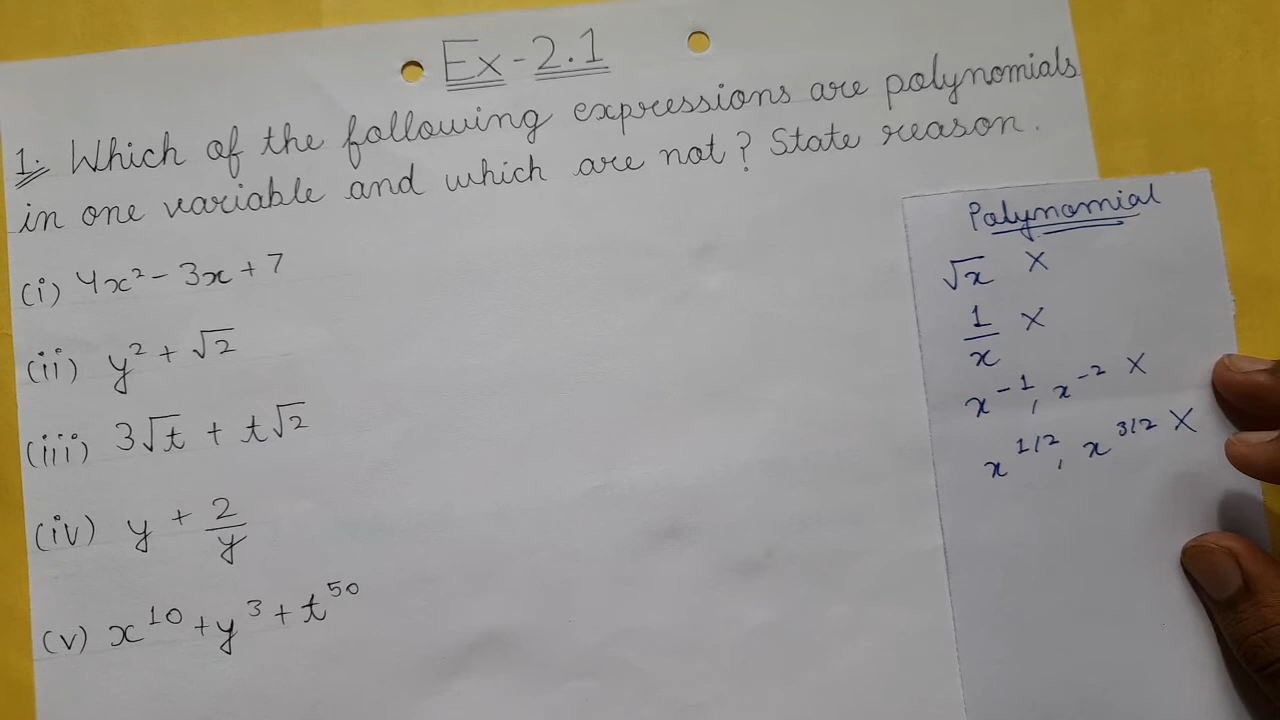 Ex-2.1
1. Which of the following expressions are polynomials
in one variable and which are not? State reason.
(i) 4x² - 3x + 7
(ii) y² + √2
(iii) 3√t + t√2
(iv) y + 2/y
(v) x¹⁰ + y³ + t⁵⁰
Polynomial
√x ×
1/x ×
x⁻¹, x⁻² ×
x^1/2, x^3/2 ×